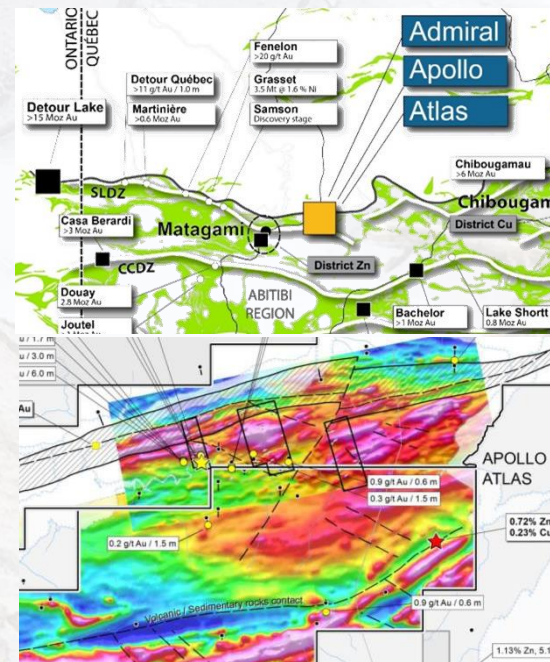 ONTARIO
QUÉBEC
Admiral
Apollo
Atlas
Fenelon
>20 g/t Au
Detour Québec
>11 g/t Au / 1.0 m
Grasset
3.5 Mt @ 1.6 % Ni
Detour Lake
>15 Moz Au
Martinière
>0.6 Moz Au
Samson
Discovery stage
Chibougamau
>6 Moz Au
SLDZ
Chibougam
Casa Berardi
>3 Moz Au
Matagami
District Cu
CCDZ
District Zn
Douay
2.8 Moz Au
ABITIBI
REGION
Joutel
Bachelor
>1 Moz Au
Lake Shortt
0.8 Moz Au
u / 1.7 m
u / 3.0 m
u / 6.0 m
Au
APOLLO
ATLAS
0.9 g/t Au / 0.6 m
0.3 g/t Au / 1.5 m
0.72% Zn
0.23% Cu
0.2 g/t Au / 1.5 m
0.9 g/t Au / 0.6 m
Volcanic / Sedimentary rocks contact
1.13% Zn, 5.1